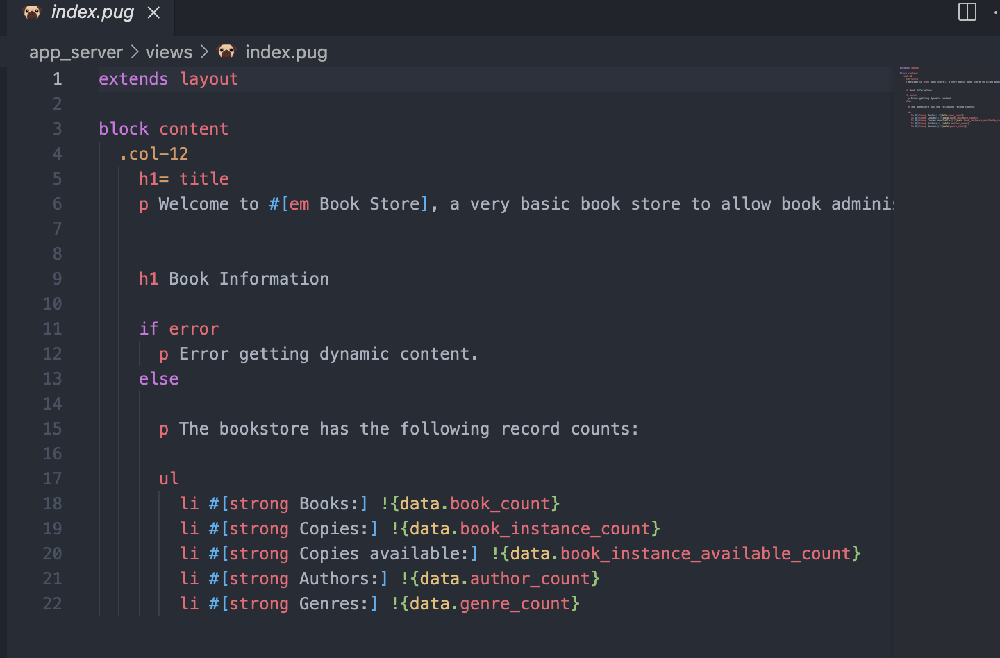 index.pug
app_server > views > index.pug
1 extends layout
2
3 block content
4 .col-12
5 h1= title
6 p Welcome to #[em Book Store], a very basic book store to allow book adminis
7
8
9 h1 Book Information
10
11 if error
12 p Error getting dynamic content.
13 else
14
15 p The bookstore has the following record counts:
16
17 ul
18 li #[strong Books:] !{data.book_count}
19 li #[strong Copies:] !{data.book_instance_count}
20 li #[strong Copies available:] !{data.book_instance_available_count}
21 li #[strong Authors:] !{data.author_count}
22 li #[strong Genres:] !{data.genre_count}